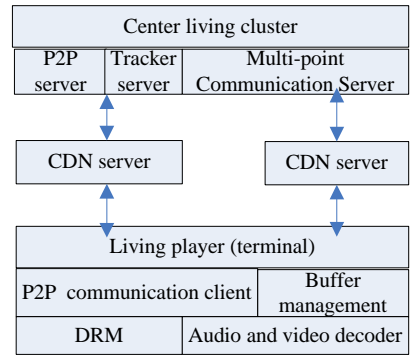 Center living cluster
P2P server
Tracker server
Multi-point Communication Server
CDN server
CDN server
Living player (terminal)
P2P communication client
Buffer management
DRM
Audio and video decoder